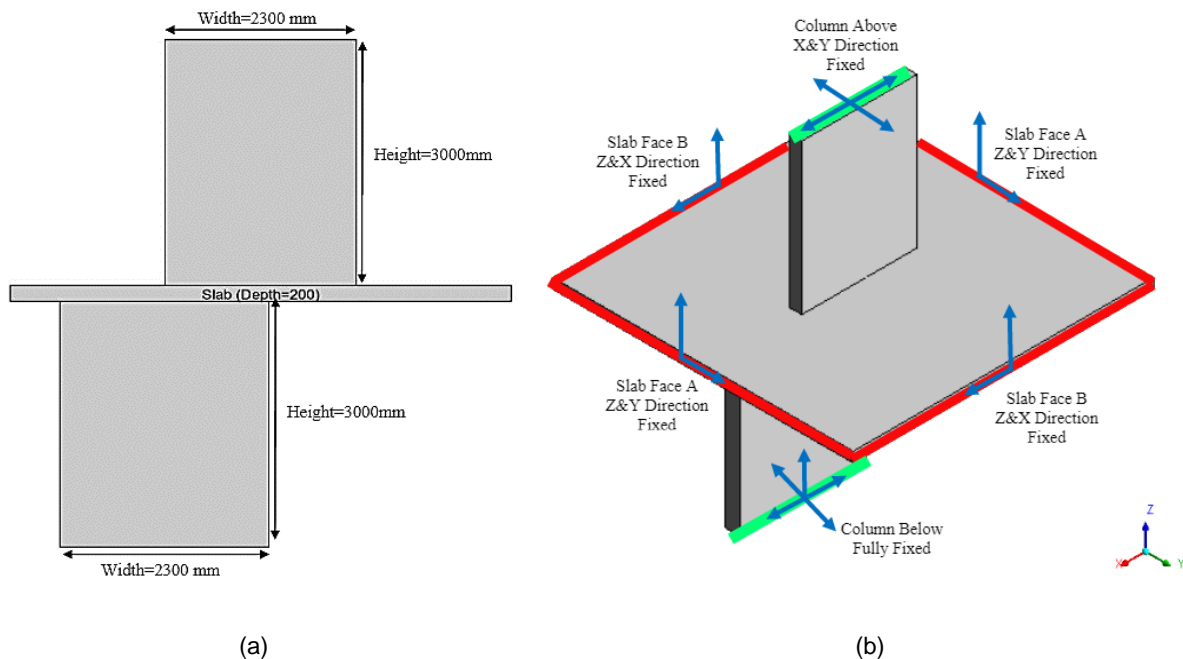 Width=2300 mm
Height=3000mm
Slab (Depth=200)
Height=3000mm
Width=2300 mm
(a)
Column Above
X&Y Direction
Fixed
Slab Face B
Z&X Direction
Fixed
Slab Face A
Z&Y Direction
Fixed
Slab Face A
Z&Y Direction
Fixed
Slab Face B
Z&X Direction
Fixed
Column Below
Fully Fixed
Z
X
Y
(b)